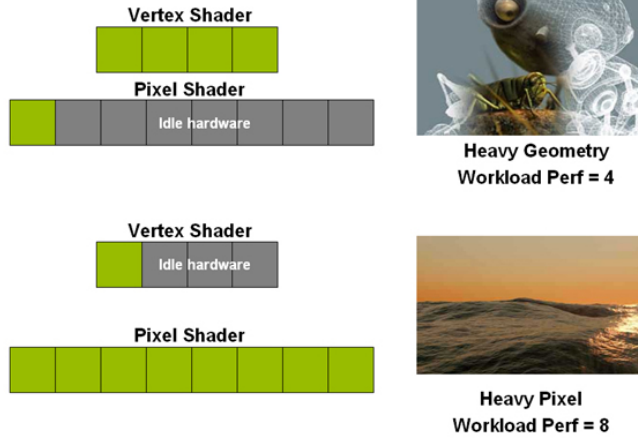 Vertex Shader
Pixel Shader
Idle hardware
Heavy Geometry
Workload Perf = 4
Vertex Shader
Idle hardware
Pixel Shader
Heavy Pixel
Workload Perf = 8